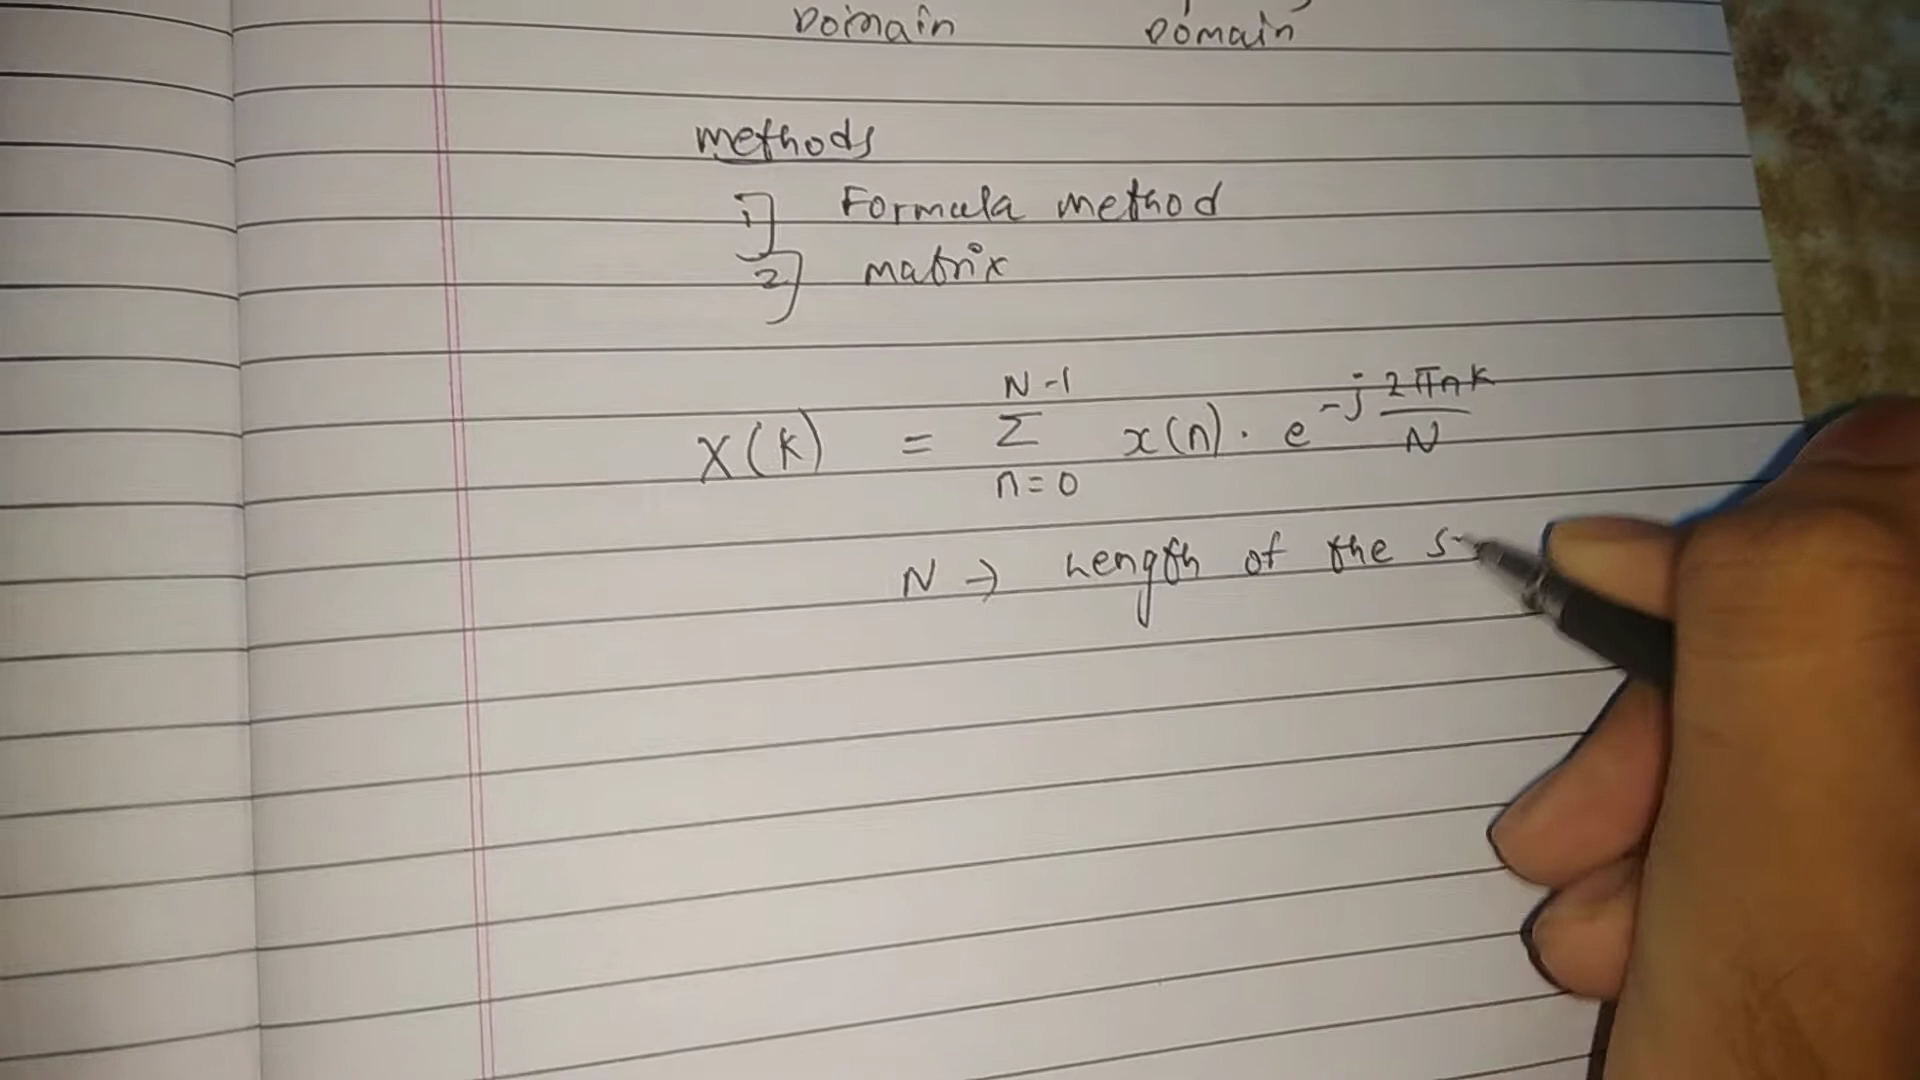 Domain Domain
methods
1) Formula method
2) matrix
N-1
X(k) = Σ x(n) · e^-j 2πnk/N
n=0
N → Length of the